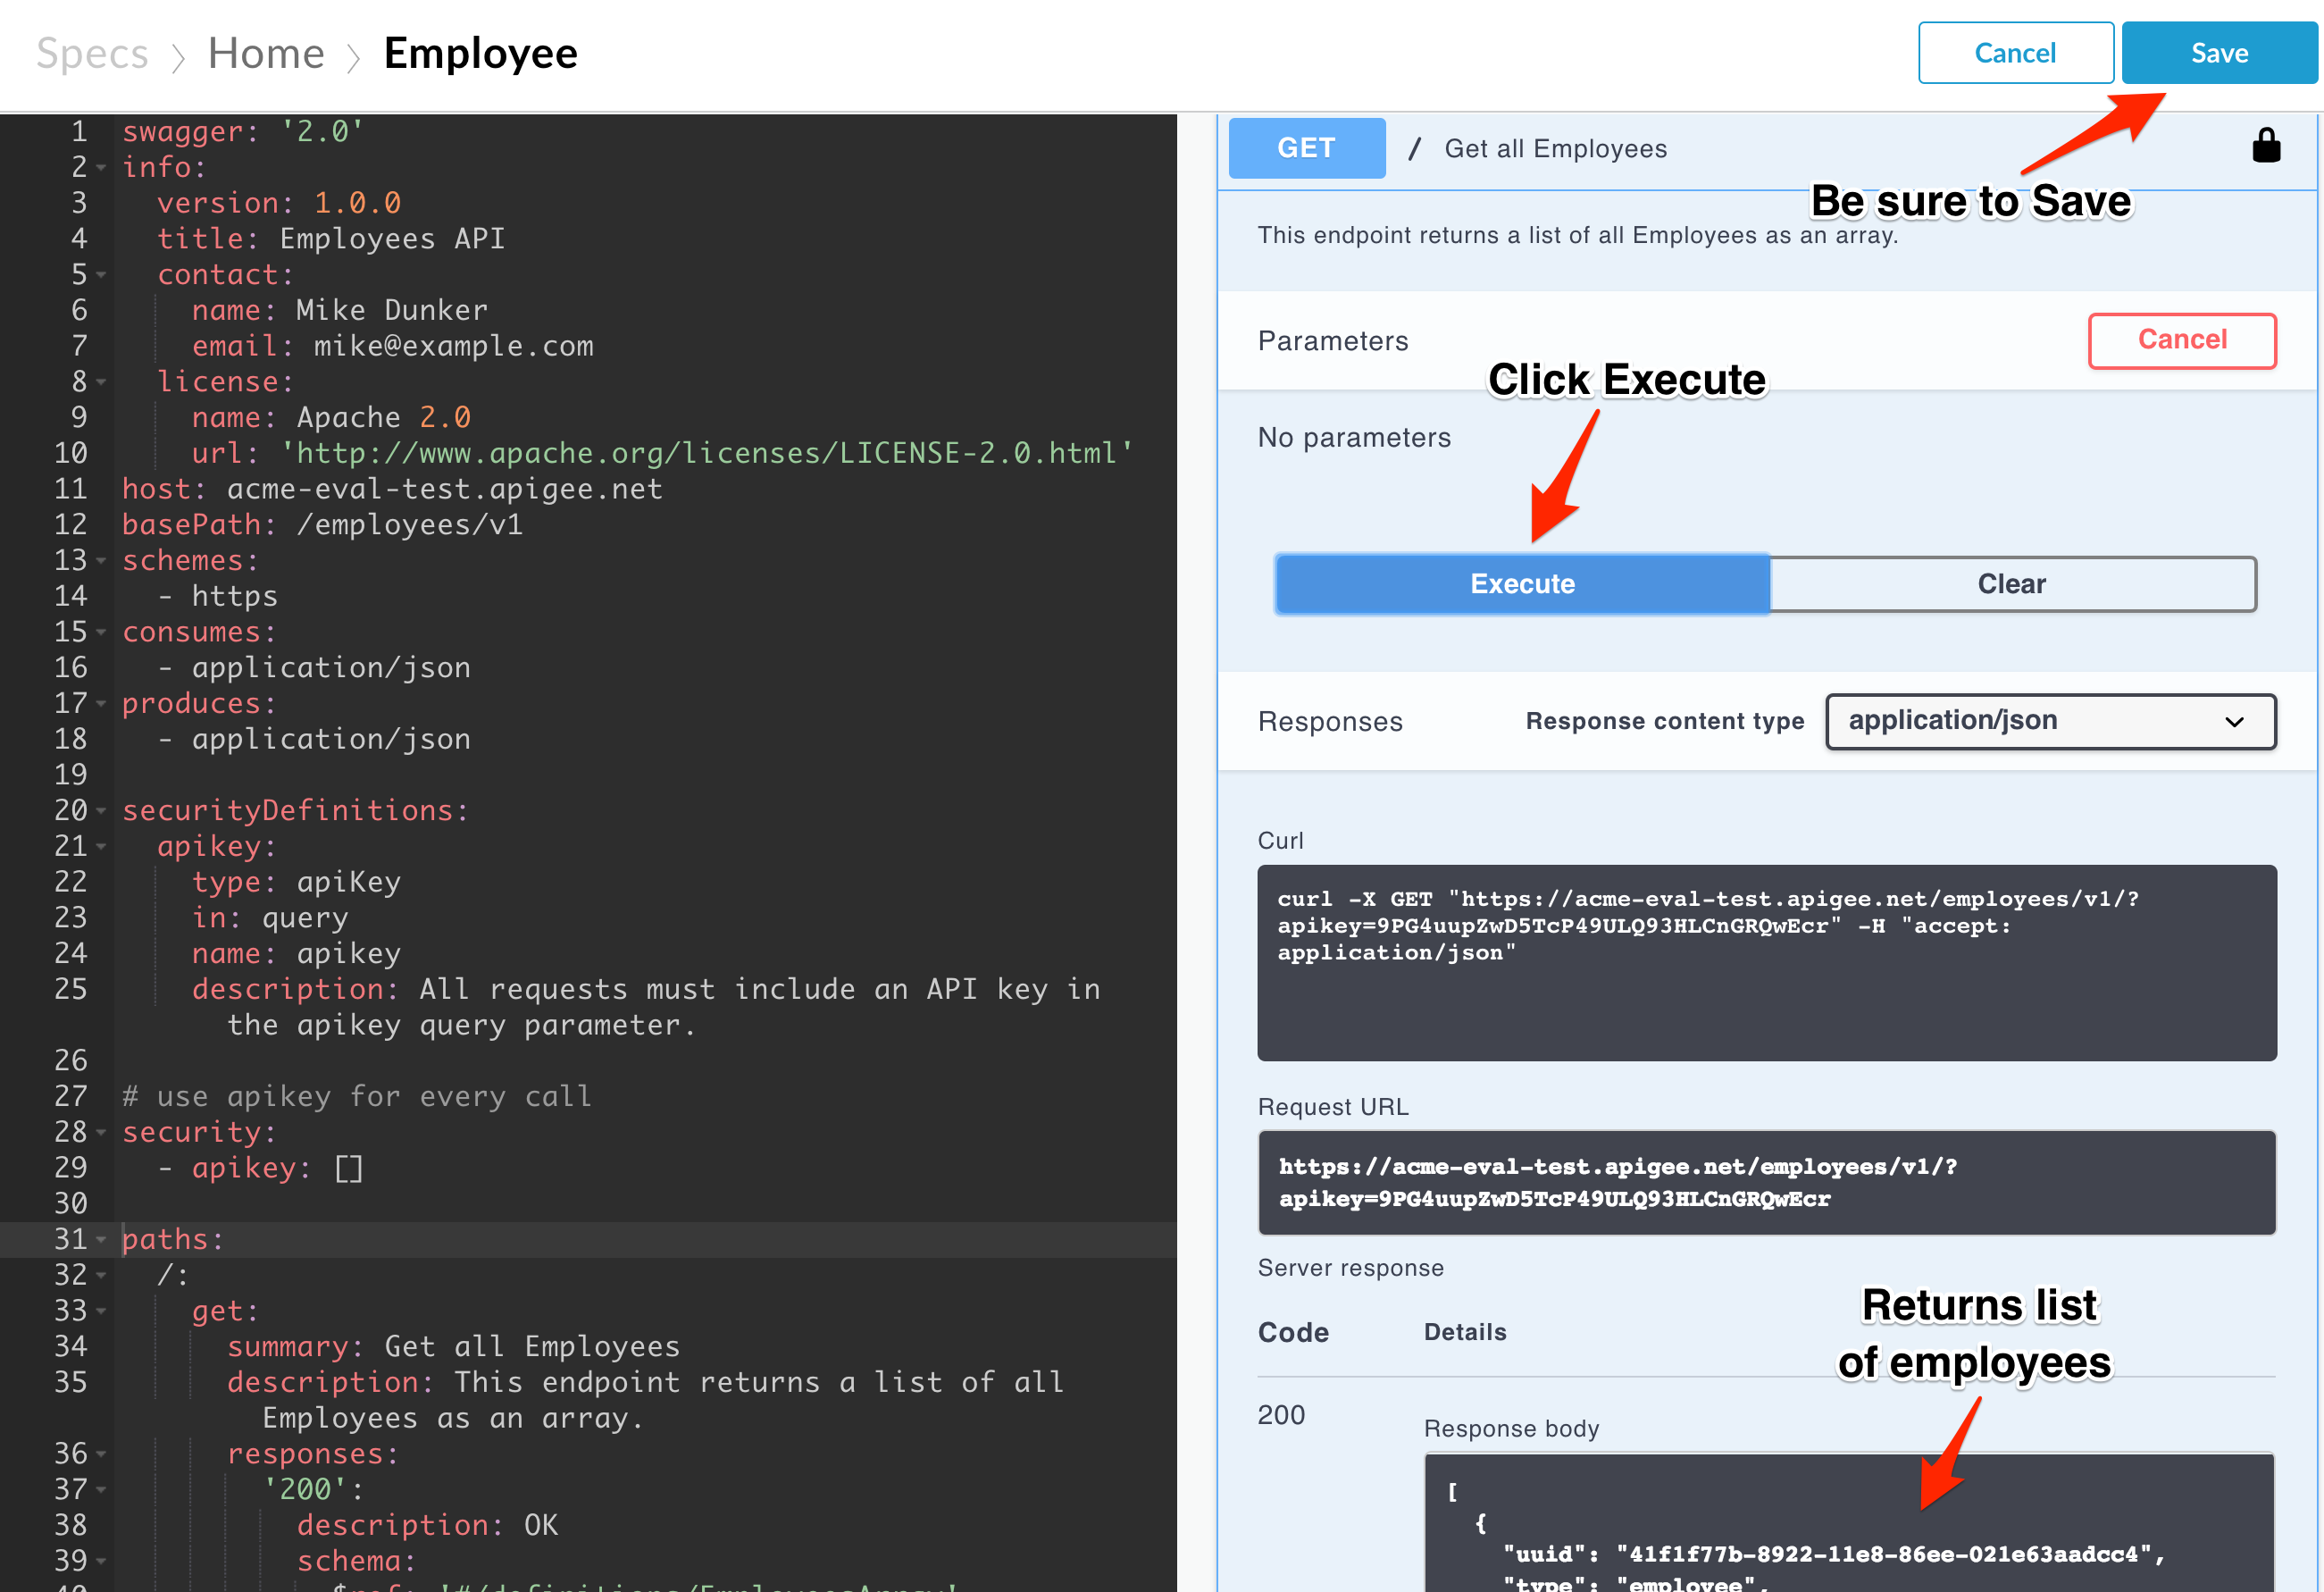 Specs > Home > Employee
Cancel
Save
Be sure to Save
1 swagger: '2.0'
2 info:
3 version: 1.0.0
4 title: Employees API
5 contact:
6 name: Mike Dunker
7 email: mike@example.com
8 license:
9 name: Apache 2.0
10 url: 'http://www.apache.org/licenses/LICENSE-2.0.html'
11 host: acme-eval-test.apigee.net
12 basePath: /employees/v1
13 schemes:
14 - https
15 consumes:
16 - application/json
17 produces:
18 - application/json
19
20 securityDefinitions:
21 apikey:
22 type: apiKey
23 in: query
24 name: apikey
25 description: All requests must include an API key in
the apikey query parameter.
26
27 # use apikey for every call
28 security:
29 - apikey: []
30
31 paths:
32 /:
33 get:
34 summary: Get all Employees
35 description: This endpoint returns a list of all
Employees as an array.
36 responses:
37 '200':
38 description: OK
39 schema:
40 $ref: '#/definitions/EmployeesArray'
GET / Get all Employees
This endpoint returns a list of all Employees as an array.
Parameters
Cancel
Click Execute
No parameters
Execute
Clear
Responses
Response content type
application/json
Curl
curl -X GET "https://acme-eval-test.apigee.net/employees/v1/?
apikey=9PG4uupZwD5TcP49ULQ93HLCnGRQwEcr" -H "accept:
application/json"
Request URL
https://acme-eval-test.apigee.net/employees/v1/?
apikey=9PG4uupZwD5TcP49ULQ93HLCnGRQwEcr
Server response
Code
Details
Returns list
of employees
200
Response body
[
{
"uuid": "41f1f77b-8922-11e8-86ee-021e63aadcc4",
"type": "employee",